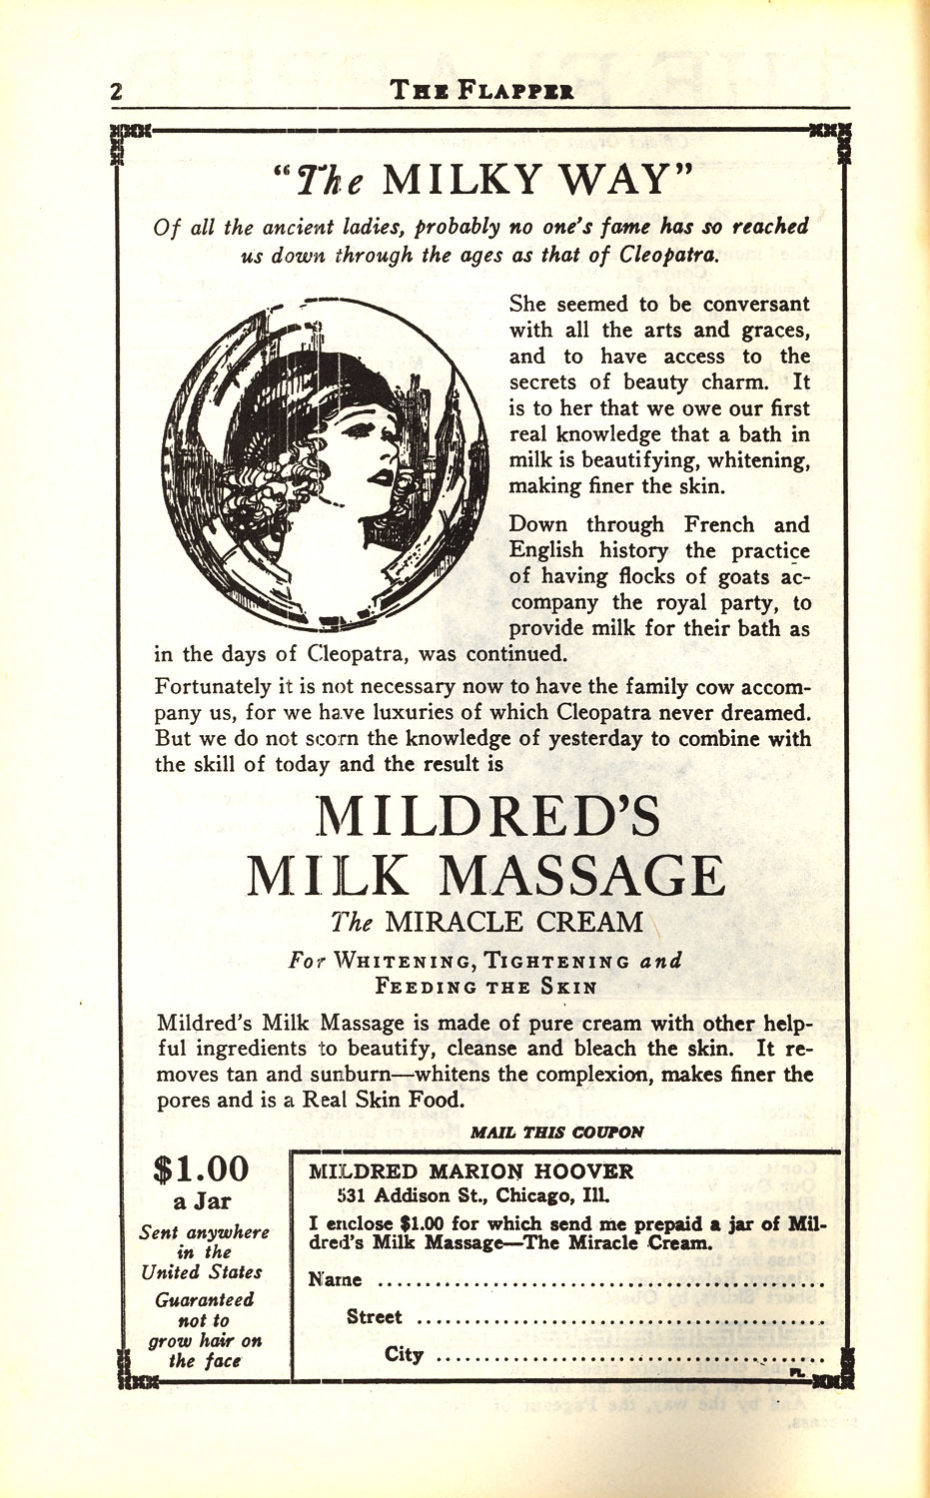 2
THE FLAPPER
"The MILKY WAY"
Of all the ancient ladies, probably no one's fame has so reached
us down through the ages as that of Cleopatra.
She seemed to be conversant
with all the arts and graces,
and to have access to the
secrets of beauty charm. It
is to her that we owe our first
real knowledge that a bath in
milk is beautifying, whitening,
making finer the skin.
Down through French and
English history the practice
of having flocks of goats ac-
company the royal party, to
provide milk for their bath as
in the days of Cleopatra, was continued.
Fortunately it is not necessary now to have the family cow accom-
pany us, for we have luxuries of which Cleopatra never dreamed.
But we do not scorn the knowledge of yesterday to combine with
the skill of today and the result is
MILDRED'S
MILK MASSAGE
The MIRACLE CREAM
For WHITENING, TIGHTENING and
FEEDING THE SKIN
Mildred's Milk Massage is made of pure cream with other help-
ful ingredients to beautify, cleanse and bleach the skin. It re-
moves tan and sunburn—whitens the complexion, makes finer the
pores and is a Real Skin Food.
MAIL THIS COUPON
$1.00
a Jar
Sent anywhere
in the
United States
Guaranteed
not to
grow hair on
the face
MILDRED MARION HOOVER
531 Addison St., Chicago, Ill.
I enclose $1.00 for which send me prepaid a jar of Mil-
dred's Milk Massage—The Miracle Cream.
Name ..........................................
Street ......................................
City ....................................
FL.